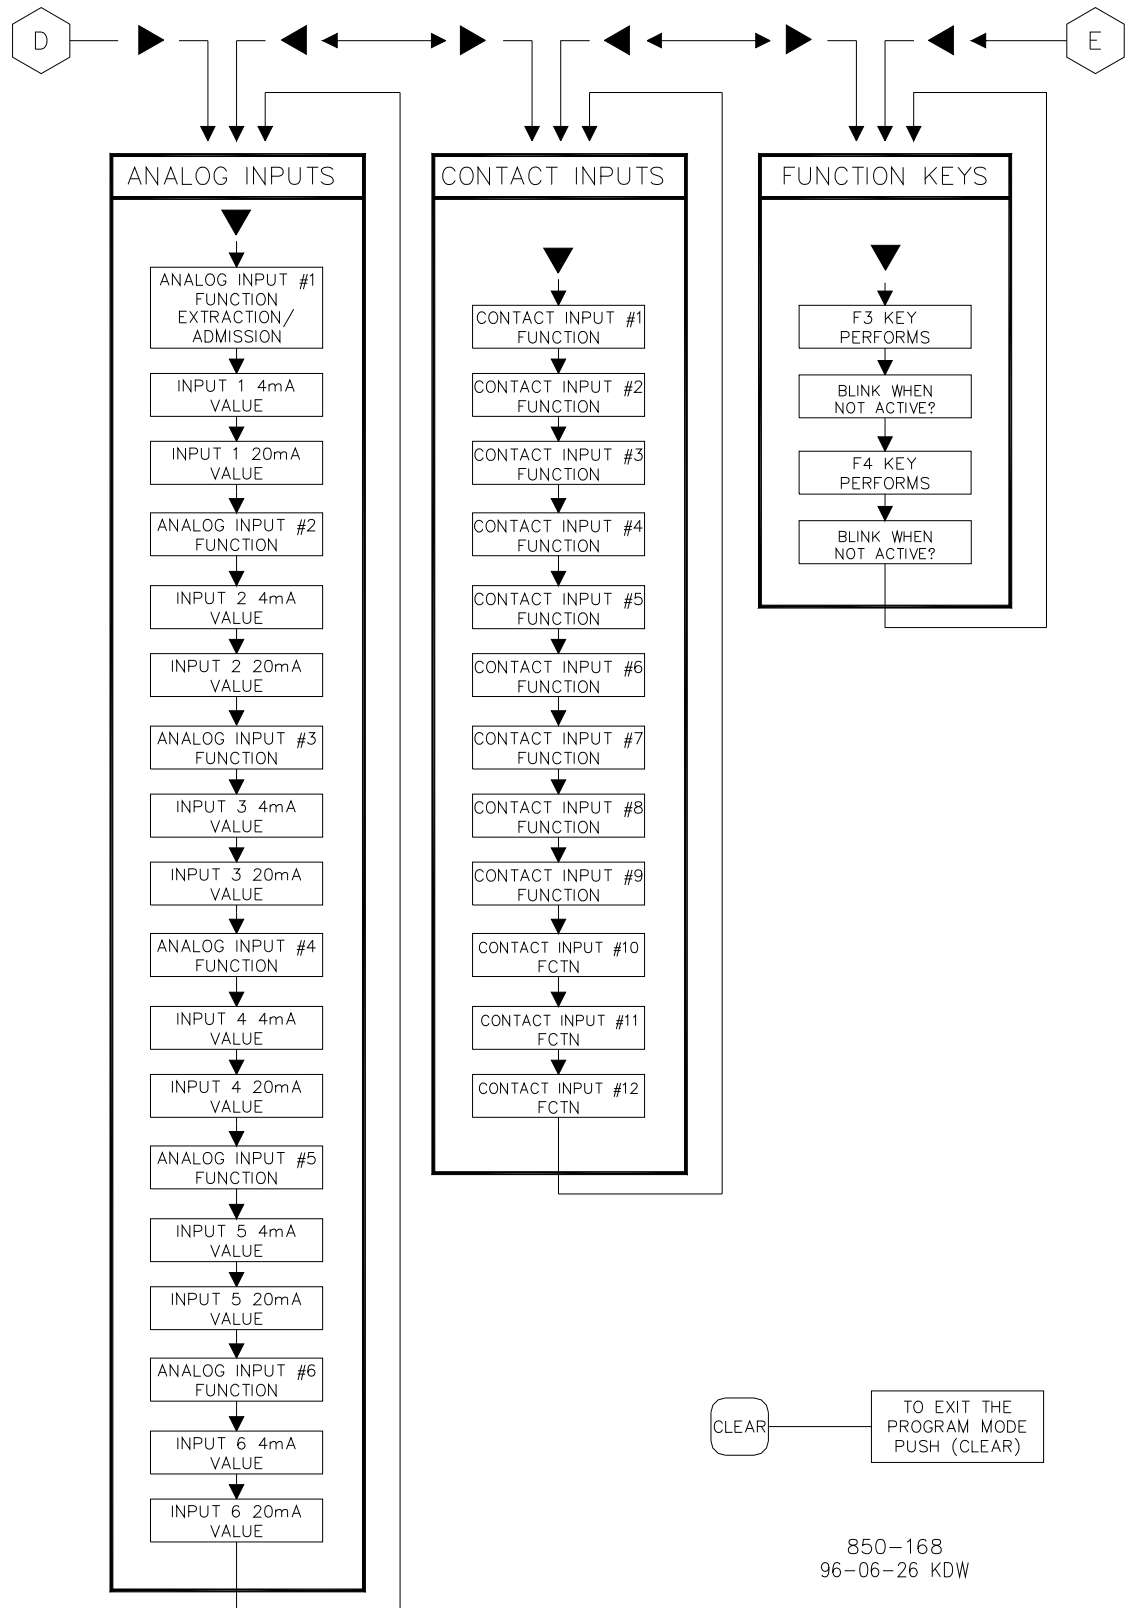 D
E
ANALOG INPUTS
ANALOG INPUT #1
FUNCTION
EXTRACTION/
ADMISSION
INPUT 1 4mA
VALUE
INPUT 1 20mA
VALUE
ANALOG INPUT #2
FUNCTION
INPUT 2 4mA
VALUE
INPUT 2 20mA
VALUE
ANALOG INPUT #3
FUNCTION
INPUT 3 4mA
VALUE
INPUT 3 20mA
VALUE
ANALOG INPUT #4
FUNCTION
INPUT 4 4mA
VALUE
INPUT 4 20mA
VALUE
ANALOG INPUT #5
FUNCTION
INPUT 5 4mA
VALUE
INPUT 5 20mA
VALUE
ANALOG INPUT #6
FUNCTION
INPUT 6 4mA
VALUE
INPUT 6 20mA
VALUE
CONTACT INPUTS
CONTACT INPUT #1
FUNCTION
CONTACT INPUT #2
FUNCTION
CONTACT INPUT #3
FUNCTION
CONTACT INPUT #4
FUNCTION
CONTACT INPUT #5
FUNCTION
CONTACT INPUT #6
FUNCTION
CONTACT INPUT #7
FUNCTION
CONTACT INPUT #8
FUNCTION
CONTACT INPUT #9
FUNCTION
CONTACT INPUT #10
FCTN
CONTACT INPUT #11
FCTN
CONTACT INPUT #12
FCTN
FUNCTION KEYS
F3 KEY
PERFORMS
BLINK WHEN
NOT ACTIVE?
F4 KEY
PERFORMS
BLINK WHEN
NOT ACTIVE?
CLEAR
TO EXIT THE
PROGRAM MODE
PUSH (CLEAR)
850-168
96-06-26 KDW